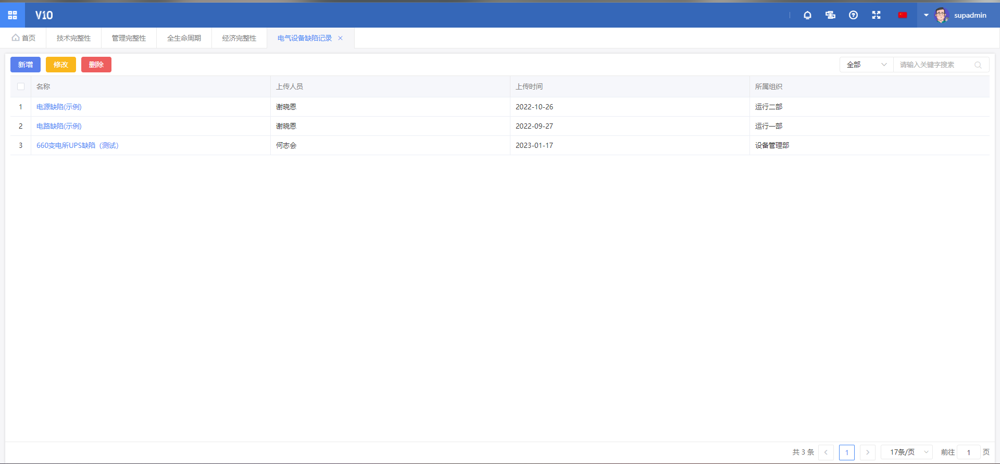 V10
supadmin
首页 技术完整性 管理完整性 全生命周期 经济完整性 电气设备缺陷记录
新增 修改 删除 全部 请输入关键字搜索
名称 上传人员 上传时间 所属组织
1 电源缺陷(示例) 谢晓恩 2022-10-26 运行二部
2 电路缺陷(示例) 谢晓恩 2022-09-27 运行一部
3 660变电所UPS缺陷（测试） 何志会 2023-01-17 设备管理部
共 3 条 1 17条/页 前往 1 页